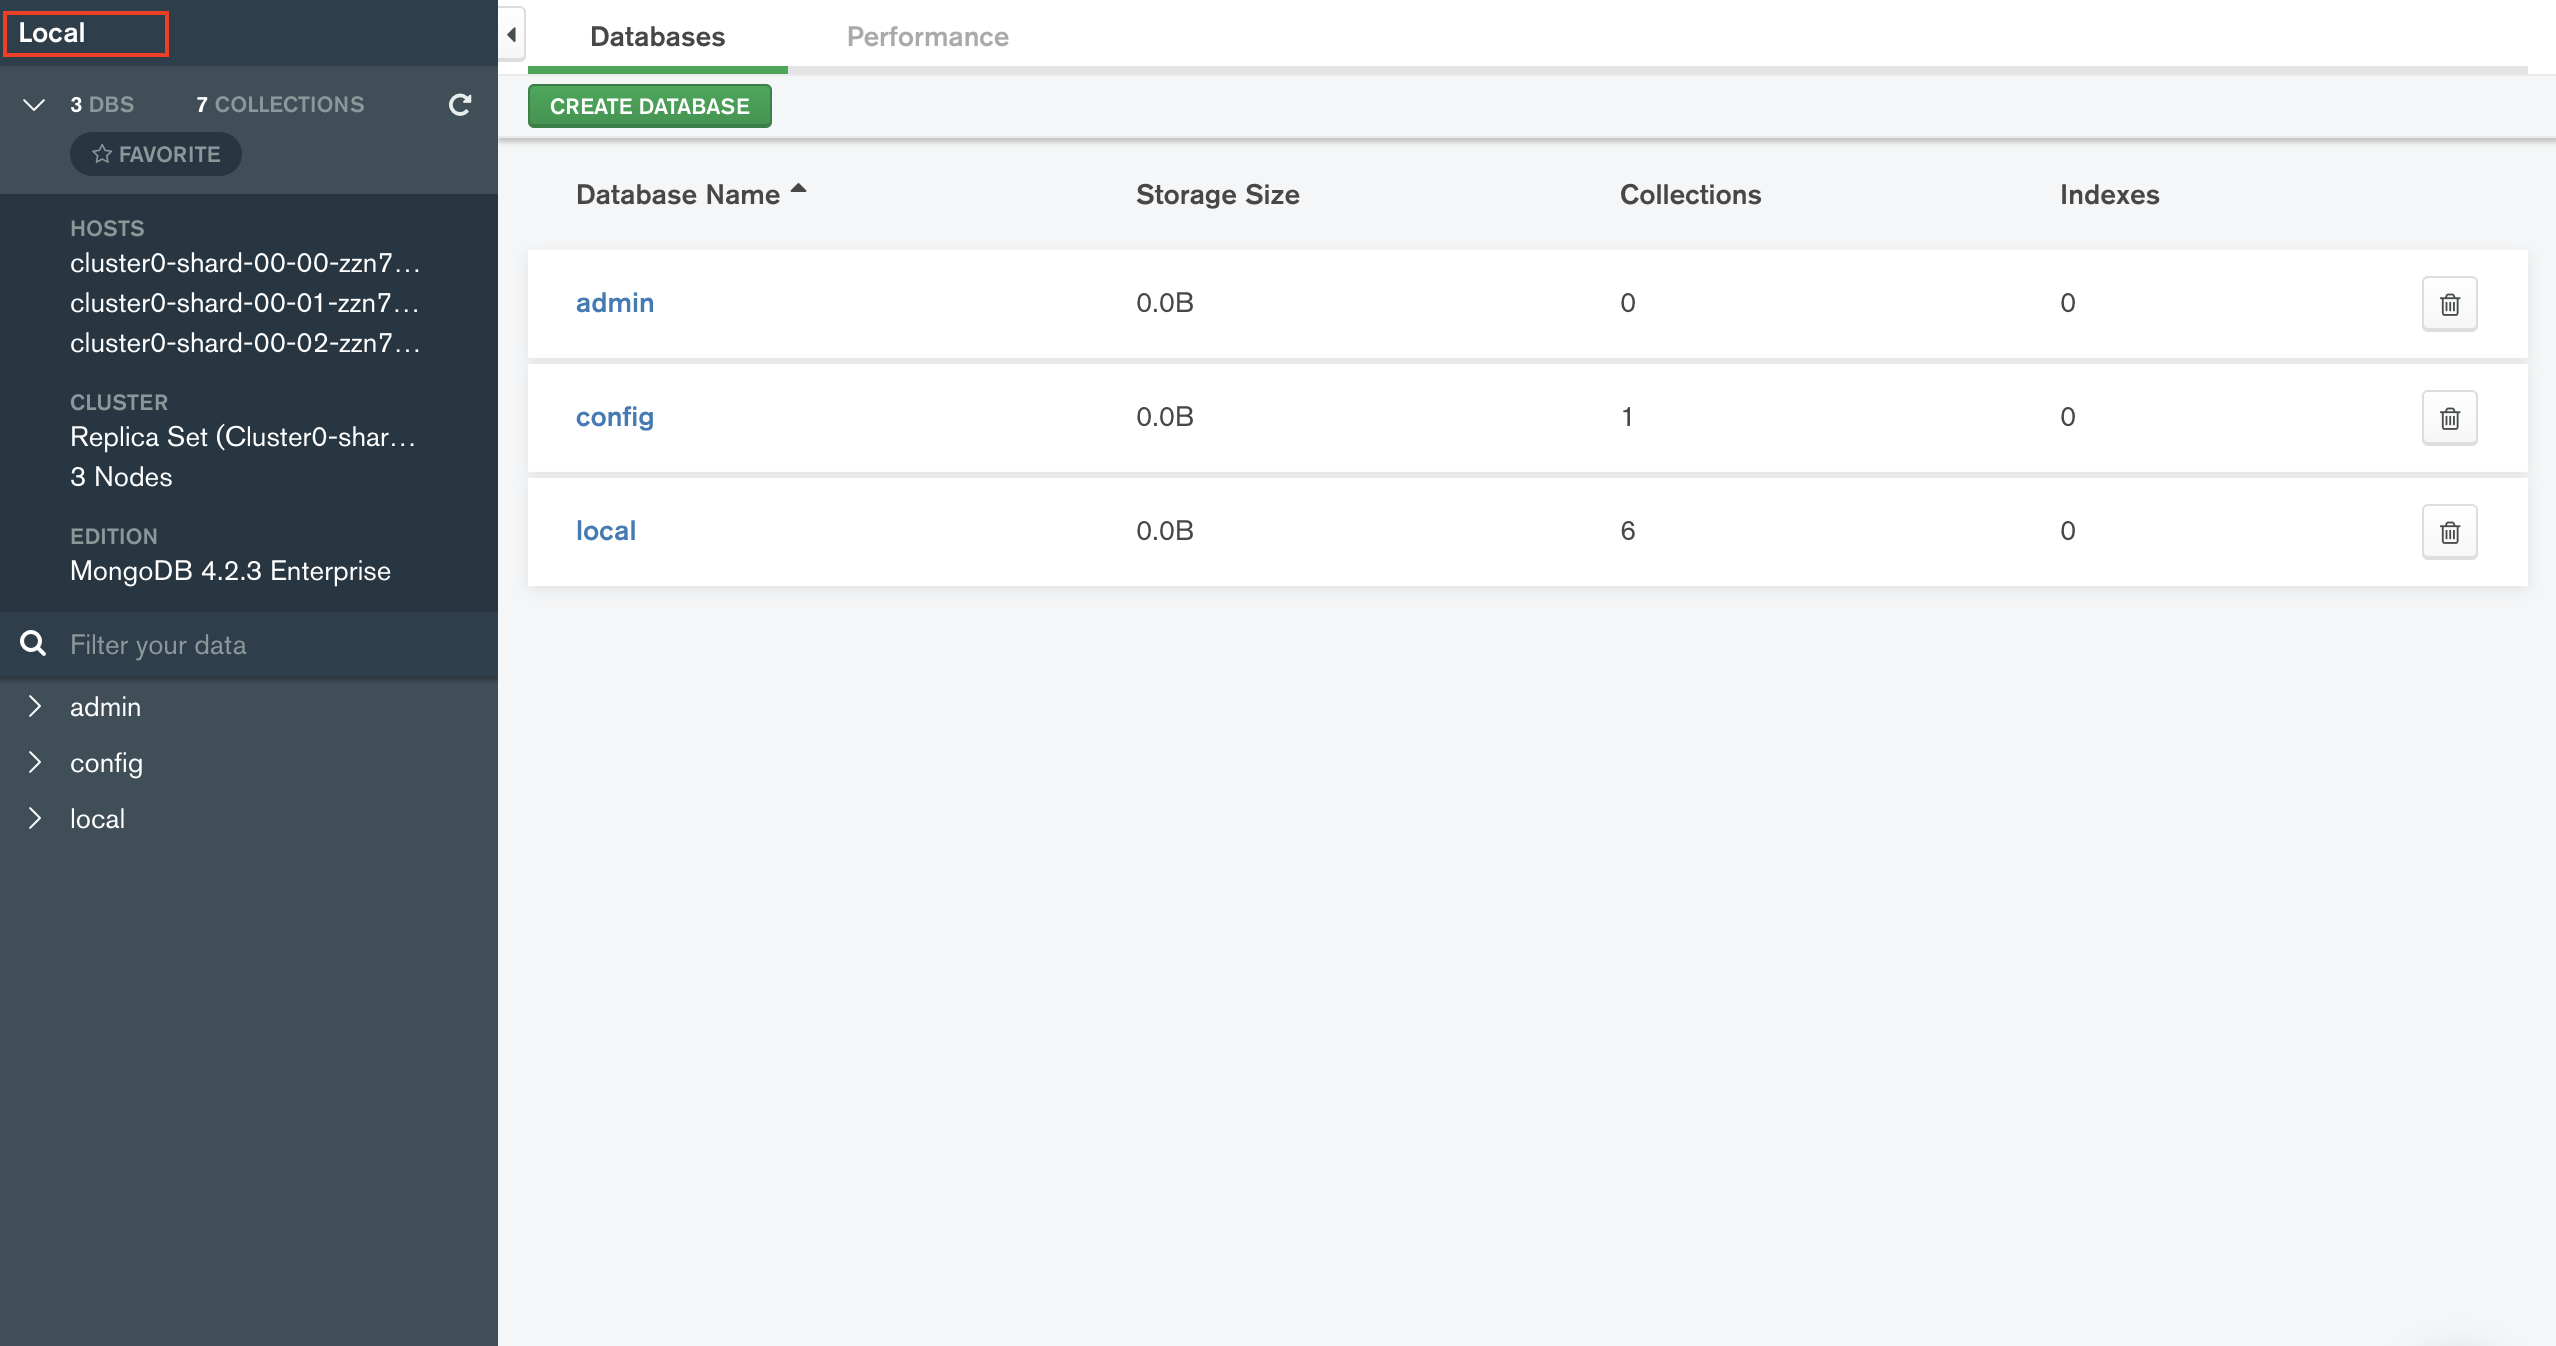 Local
3 DBS 7 COLLECTIONS
FAVORITE
HOSTS
cluster0-shard-00-00-zzn7...
cluster0-shard-00-01-zzn7...
cluster0-shard-00-02-zzn7...
CLUSTER
Replica Set (Cluster0-shar...
3 Nodes
EDITION
MongoDB 4.2.3 Enterprise
Filter your data
admin
config
local
Databases Performance
CREATE DATABASE
Database Name Storage Size Collections Indexes
admin 0.0B 0 0
config 0.0B 1 0
local 0.0B 6 0